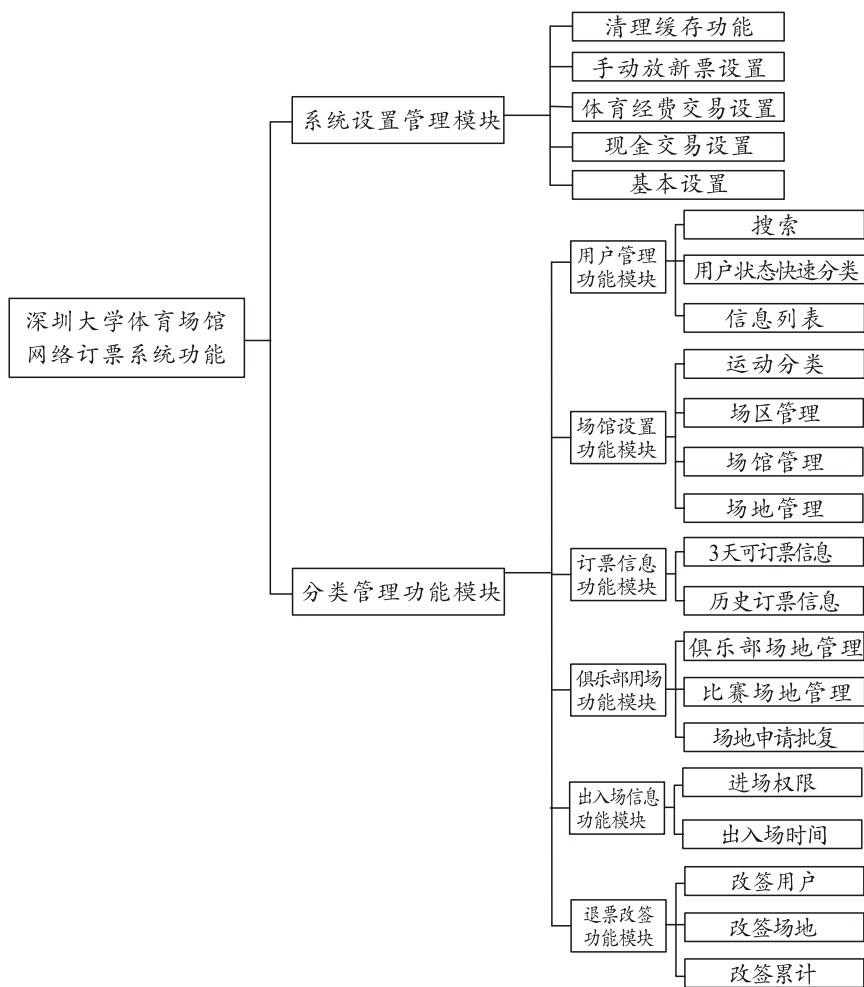 清理缓存功能
手动放新票设置
系统设置管理模块
体育经费交易设置
现金交易设置
基本设置
搜索
用户管理
功能模块
用户状态快速分类
信息列表
深圳大学体育场馆
网络订票系统功能
运动分类
场馆设置
功能模块
场区管理
场馆管理
场地管理
分类管理功能模块
订票信息
功能模块
3天可订票信息
历史订票信息
俱乐部用场
功能模块
俱乐部场地管理
比赛场地管理
场地申请批复
出入场信息
功能模块
进场权限
出入场时间
退票改签
功能模块
改签用户
改签场地
改签累计